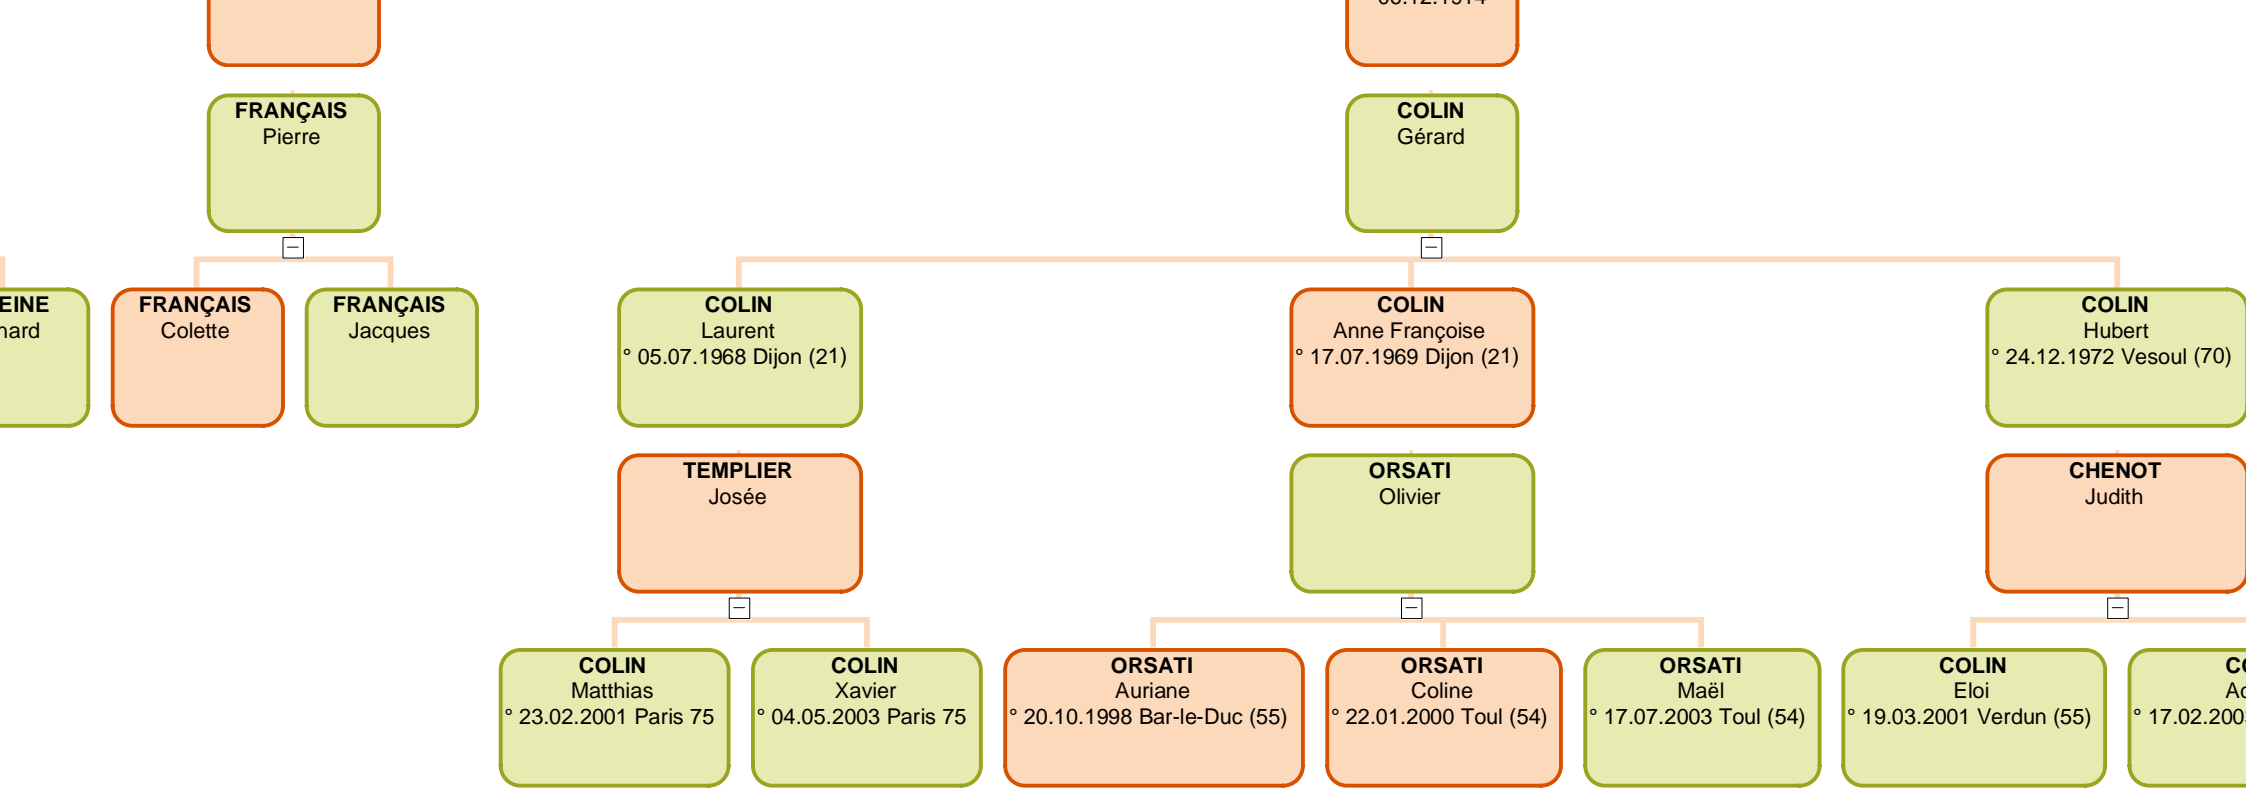 FRANÇAIS
Pierre
COLIN
Gérard
FRANÇAIS
Colette
FRANÇAIS
Jacques
COLIN
Laurent
° 05.07.1968 Dijon (21)
COLIN
Anne Françoise
° 17.07.1969 Dijon (21)
COLIN
Hubert
° 24.12.1972 Vesoul (70)
TEMPLIER
Josée
ORSATI
Olivier
CHENOT
Judith
COLIN
Matthias
° 23.02.2001 Paris 75
COLIN
Xavier
° 04.05.2003 Paris 75
ORSATI
Auriane
° 20.10.1998 Bar-le-Duc (55)
ORSATI
Coline
° 22.01.2000 Toul (54)
ORSATI
Maël
° 17.07.2003 Toul (54)
COLIN
Eloi
° 19.03.2001 Verdun (55)